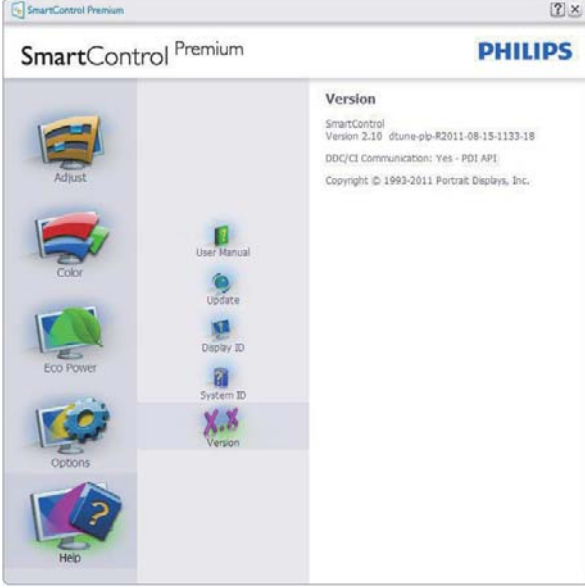 SmartControl Premium
SmartControl Premium
PHILIPS
Adjust
Color
Eco Power
Options
Help
User Manual
Update
Display ID
System ID
X.X
Version
Version
SmartControl
Version 2.10 dtune-plp-R2011-08-15-1133-18
DDC/CI Communication: Yes - PDI API
Copyright © 1993-2011 Portrait Displays, Inc.